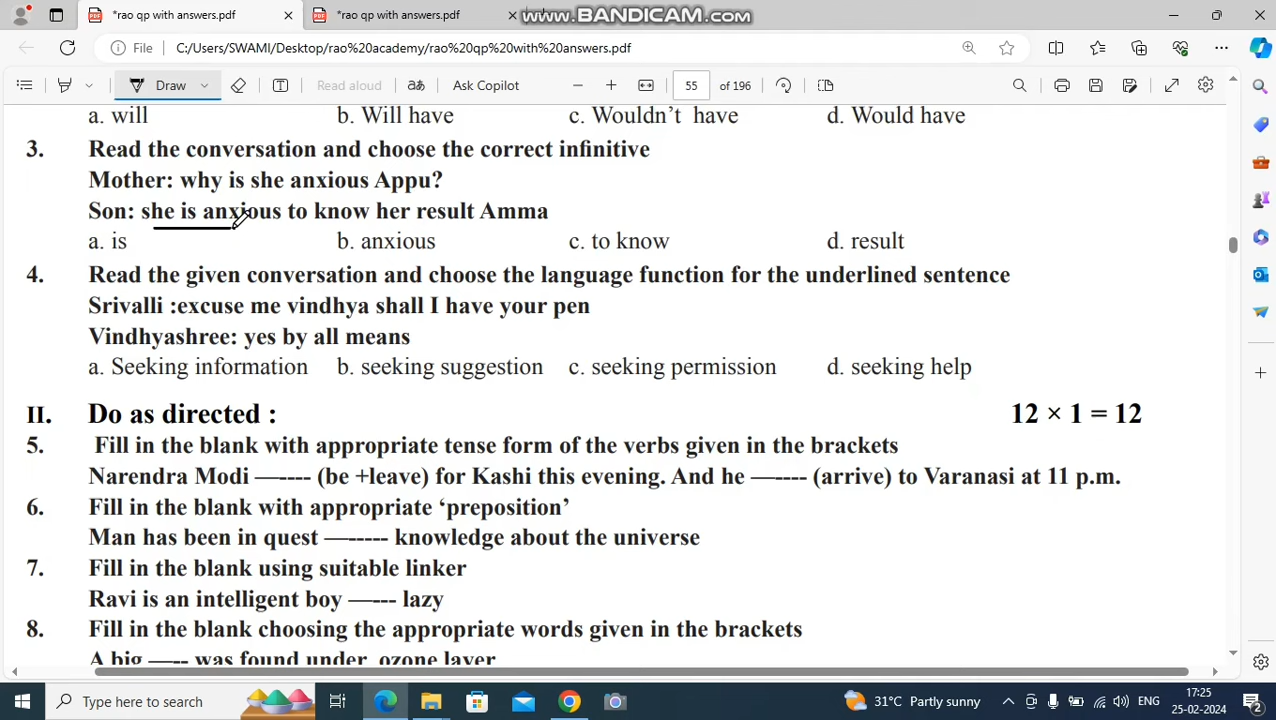 *rao qp with answers.pdf
*rao qp with answers.pdf
www.BANDICAM.com
File
C:/Users/SWAMI/Desktop/rao%20academy/rao%20qp%20with%20answers.pdf
Draw
Read aloud
aあ
Ask Copilot
55 of 196
a. will b. Will have c. Wouldn’t have d. Would have
3. Read the conversation and choose the correct infinitive
Mother: why is she anxious Appu?
Son: she is anxious to know her result Amma
a. is b. anxious c. to know d. result
4. Read the given conversation and choose the language function for the underlined sentence
Srivalli :excuse me vindhya shall I have your pen
Vindhyashree: yes by all means
a. Seeking information b. seeking suggestion c. seeking permission d. seeking help
II. Do as directed : 12 × 1 = 12
5. Fill in the blank with appropriate tense form of the verbs given in the brackets
Narendra Modi —---- (be +leave) for Kashi this evening. And he —---- (arrive) to Varanasi at 11 p.m.
6. Fill in the blank with appropriate ‘preposition’
Man has been in quest —----- knowledge about the universe
7. Fill in the blank using suitable linker
Ravi is an intelligent boy —--- lazy
8. Fill in the blank choosing the appropriate words given in the brackets
A big —-- was found under ozone layer
Type here to search
31°C Partly sunny
ENG
17:25
25-02-2024
2